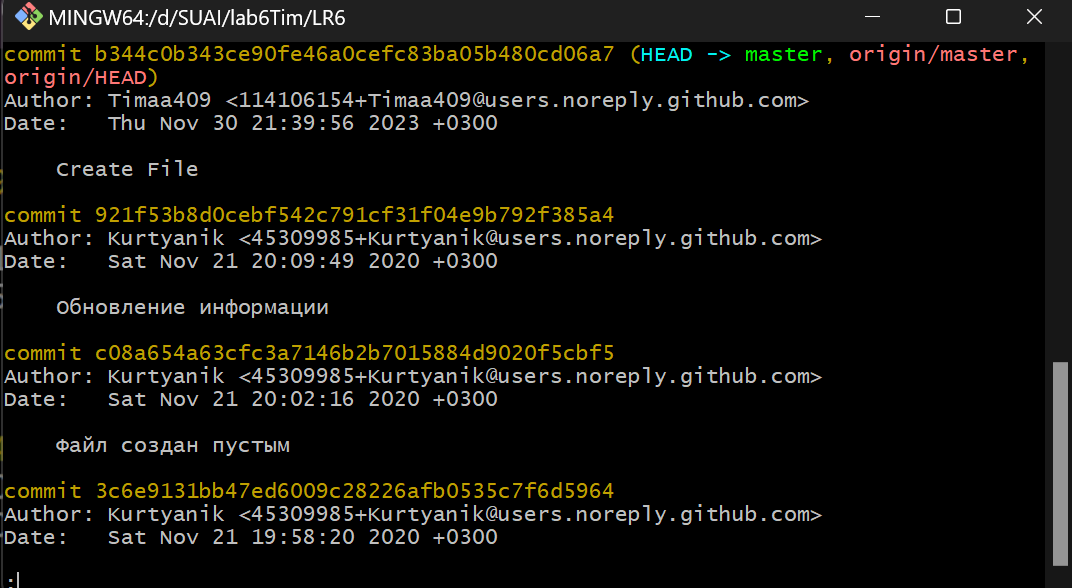 MINGW64:/d/SUAI/lab6Tim/LR6
commit b344c0b343ce90fe46a0cefc83ba05b480cd06a7 (HEAD -> master, origin/master,
origin/HEAD)
Author: Timaa409 <114106154+Timaa409@users.noreply.github.com>
Date:   Thu Nov 30 21:39:56 2023 +0300
Create File
commit 921f53b8d0cebf542c791cf31f04e9b792f385a4
Author: Kurtyanik <45309985+Kurtyanik@users.noreply.github.com>
Date:   Sat Nov 21 20:09:49 2020 +0300
Обновление информации
commit c08a654a63cfc3a7146b2b7015884d9020f5cbf5
Author: Kurtyanik <45309985+Kurtyanik@users.noreply.github.com>
Date:   Sat Nov 21 20:02:16 2020 +0300
Файл создан пустым
commit 3c6e9131bb47ed6009c28226afb0535c7f6d5964
Author: Kurtyanik <45309985+Kurtyanik@users.noreply.github.com>
Date:   Sat Nov 21 19:58:20 2020 +0300
: